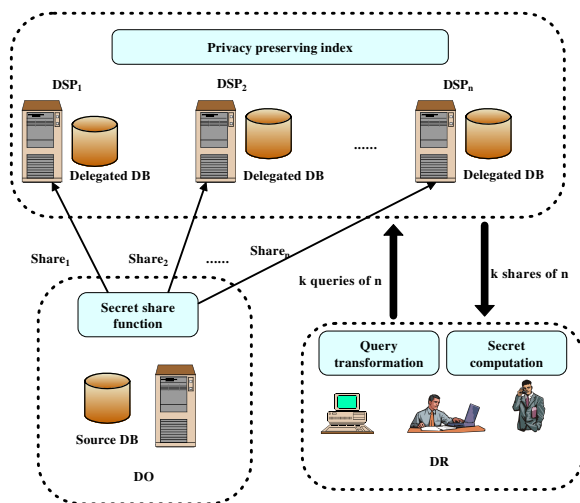 Privacy preserving index
DSP1 DSP2 DSPn
......
Delegated DB Delegated DB Delegated DB
Share1 Share2 ...... Sharen
k queries of n k shares of n
Secret share
function
Query
transformation
Secret
computation
Source DB
DO
DR